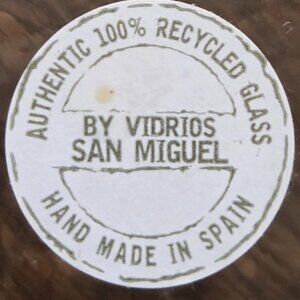 AUTHENTIC 100% RECYCLED GLASS
BY VIDRIOS
SAN MIGUEL
HAND MADE IN SPAIN